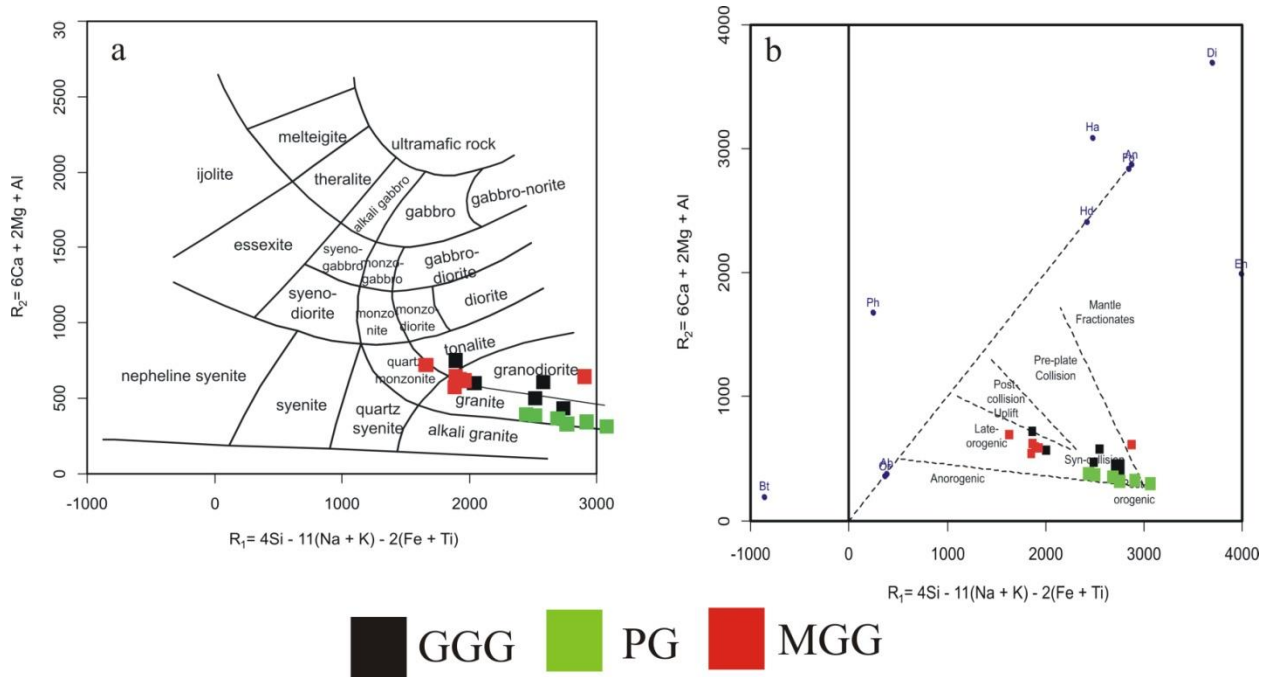 a
30
2500
2000
1500
1000
500
0
R2= 6Ca + 2Mg + Al
melteigite
ultramafic rock
ijolite
theralite
alkali gabbro
gabbro
gabbro-norite
essexite
syeno-
gabbro
monzo-
gabbro
gabbro-
diorite
syeno-
diorite
monzo
nite
monzo-
diorite
diorite
tonalite
nepheline syenite
quartz
monzonite
granodiorite
syenite
quartz
syenite
granite
alkali granite
-1000
0
1000
2000
3000
R1= 4Si - 11(Na + K) - 2(Fe + Ti)
b
4000
3000
2000
1000
0
R2= 6Ca + 2Mg + Al
Di
Ha
An
Hd
En
Ph
Mantle
Fractionates
Pre-plate
Collision
Post-
collision
Uplift
Late-
orogenic
Syn-collision
Ab
Or
Anorogenic
orogenic
Bt
-1000
0
1000
2000
3000
4000
R1= 4Si - 11(Na + K) - 2(Fe + Ti)
GGG
PG
MGG